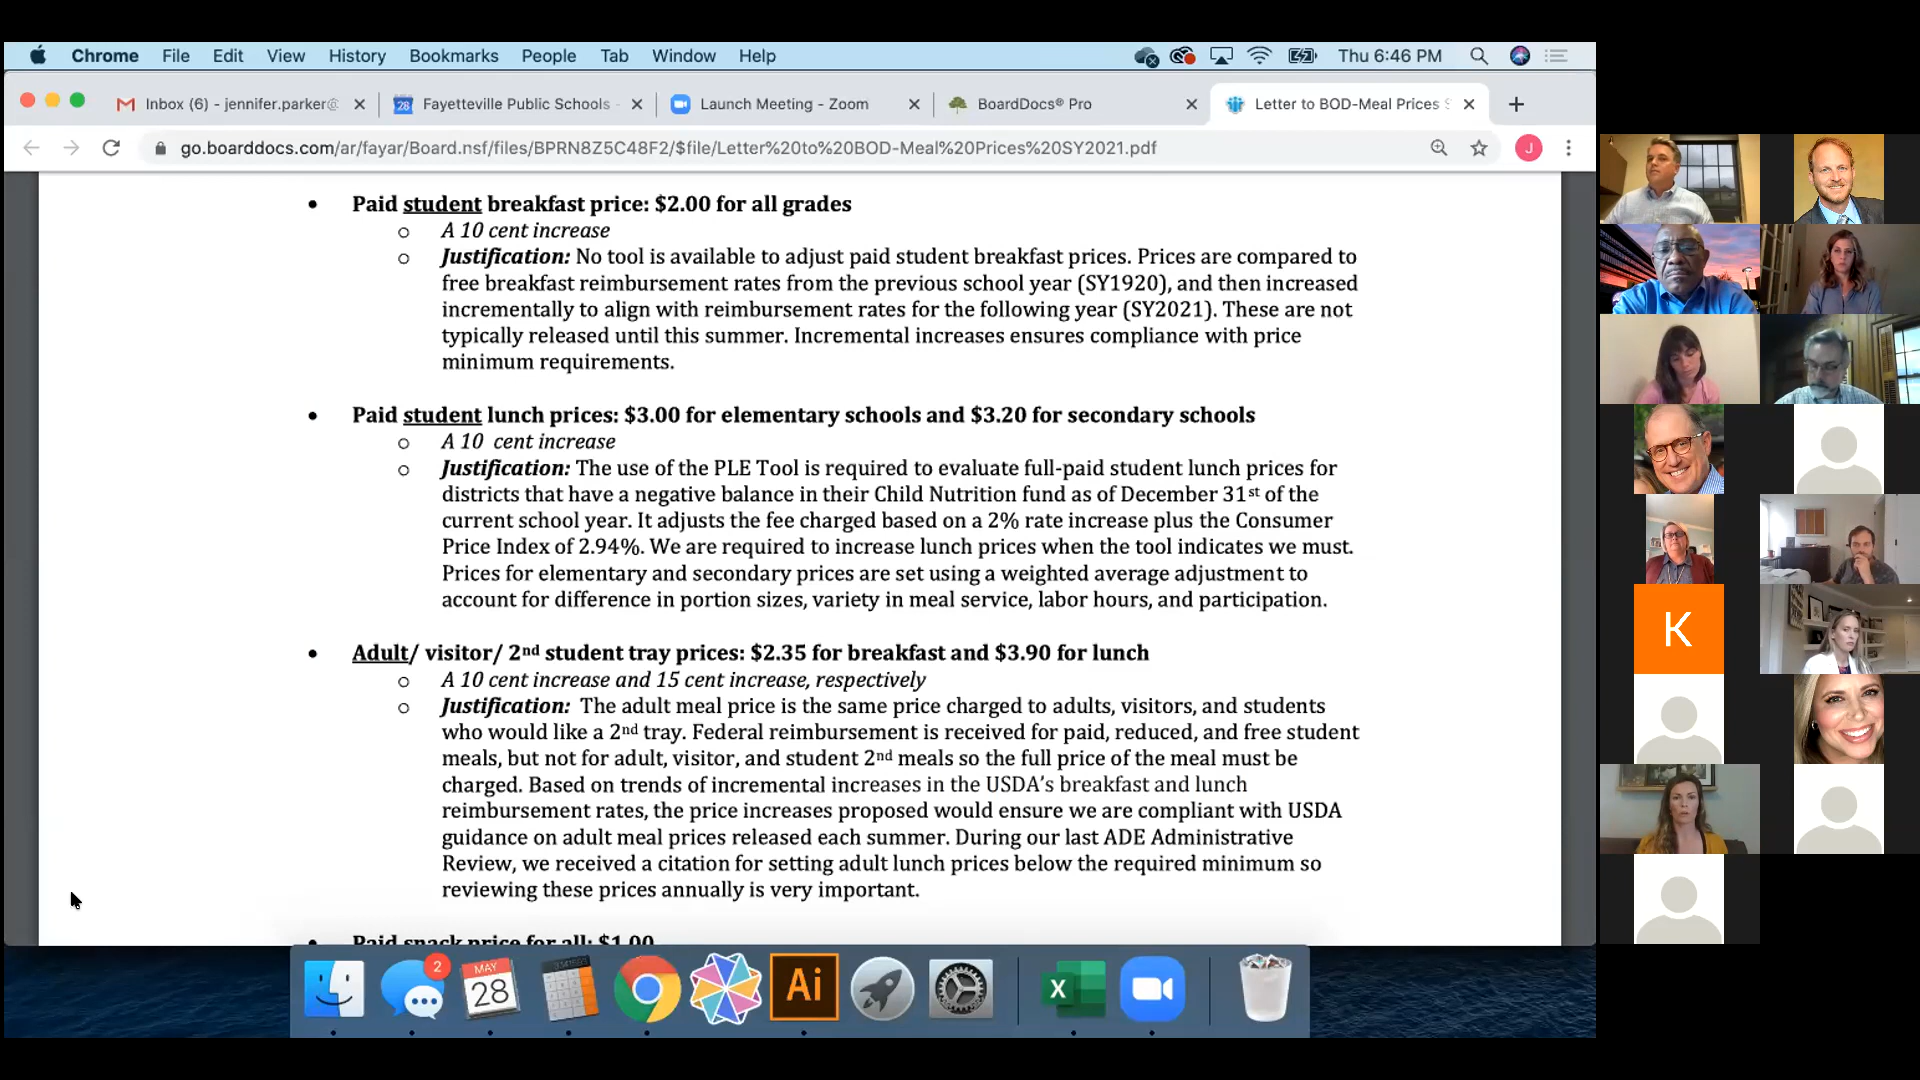 Chrome File Edit View History Bookmarks People Tab Window Help Thu 6:46 PM
Inbox (6) - jennifer.parker@ 28 Fayetteville Public Schools - Launch Meeting - Zoom BoardDocs® Pro Letter to BOD-Meal Prices S
go.boarddocs.com/ar/fayar/Board.nsf/files/BPRN8Z5C48F2/$file/Letter%20to%20BOD-Meal%20Prices%20SY2021.pdf J
• Paid student breakfast price: $2.00 for all grades
o A 10 cent increase
o Justification: No tool is available to adjust paid student breakfast prices. Prices are compared to
free breakfast reimbursement rates from the previous school year (SY1920), and then increased
incrementally to align with reimbursement rates for the following year (SY2021). These are not
typically released until this summer. Incremental increases ensures compliance with price
minimum requirements.
• Paid student lunch prices: $3.00 for elementary schools and $3.20 for secondary schools
o A 10 cent increase
o Justification: The use of the PLE Tool is required to evaluate full-paid student lunch prices for
districts that have a negative balance in their Child Nutrition fund as of December 31st of the
current school year. It adjusts the fee charged based on a 2% rate increase plus the Consumer
Price Index of 2.94%. We are required to increase lunch prices when the tool indicates we must.
Prices for elementary and secondary prices are set using a weighted average adjustment to
account for difference in portion sizes, variety in meal service, labor hours, and participation.
• Adult/ visitor/ 2nd student tray prices: $2.35 for breakfast and $3.90 for lunch
o A 10 cent increase and 15 cent increase, respectively
o Justification: The adult meal price is the same price charged to adults, visitors, and students
who would like a 2nd tray. Federal reimbursement is received for paid, reduced, and free student
meals, but not for adult, visitor, and student 2nd meals so the full price of the meal must be
charged. Based on trends of incremental increases in the USDA's breakfast and lunch
reimbursement rates, the price increases proposed would ensure we are compliant with USDA
guidance on adult meal prices released each summer. During our last ADE Administrative
Review, we received a citation for setting adult lunch prices below the required minimum so
reviewing these prices annually is very important.
• Paid snack price for all: $1.00
K
2 MAY 28 Ai X